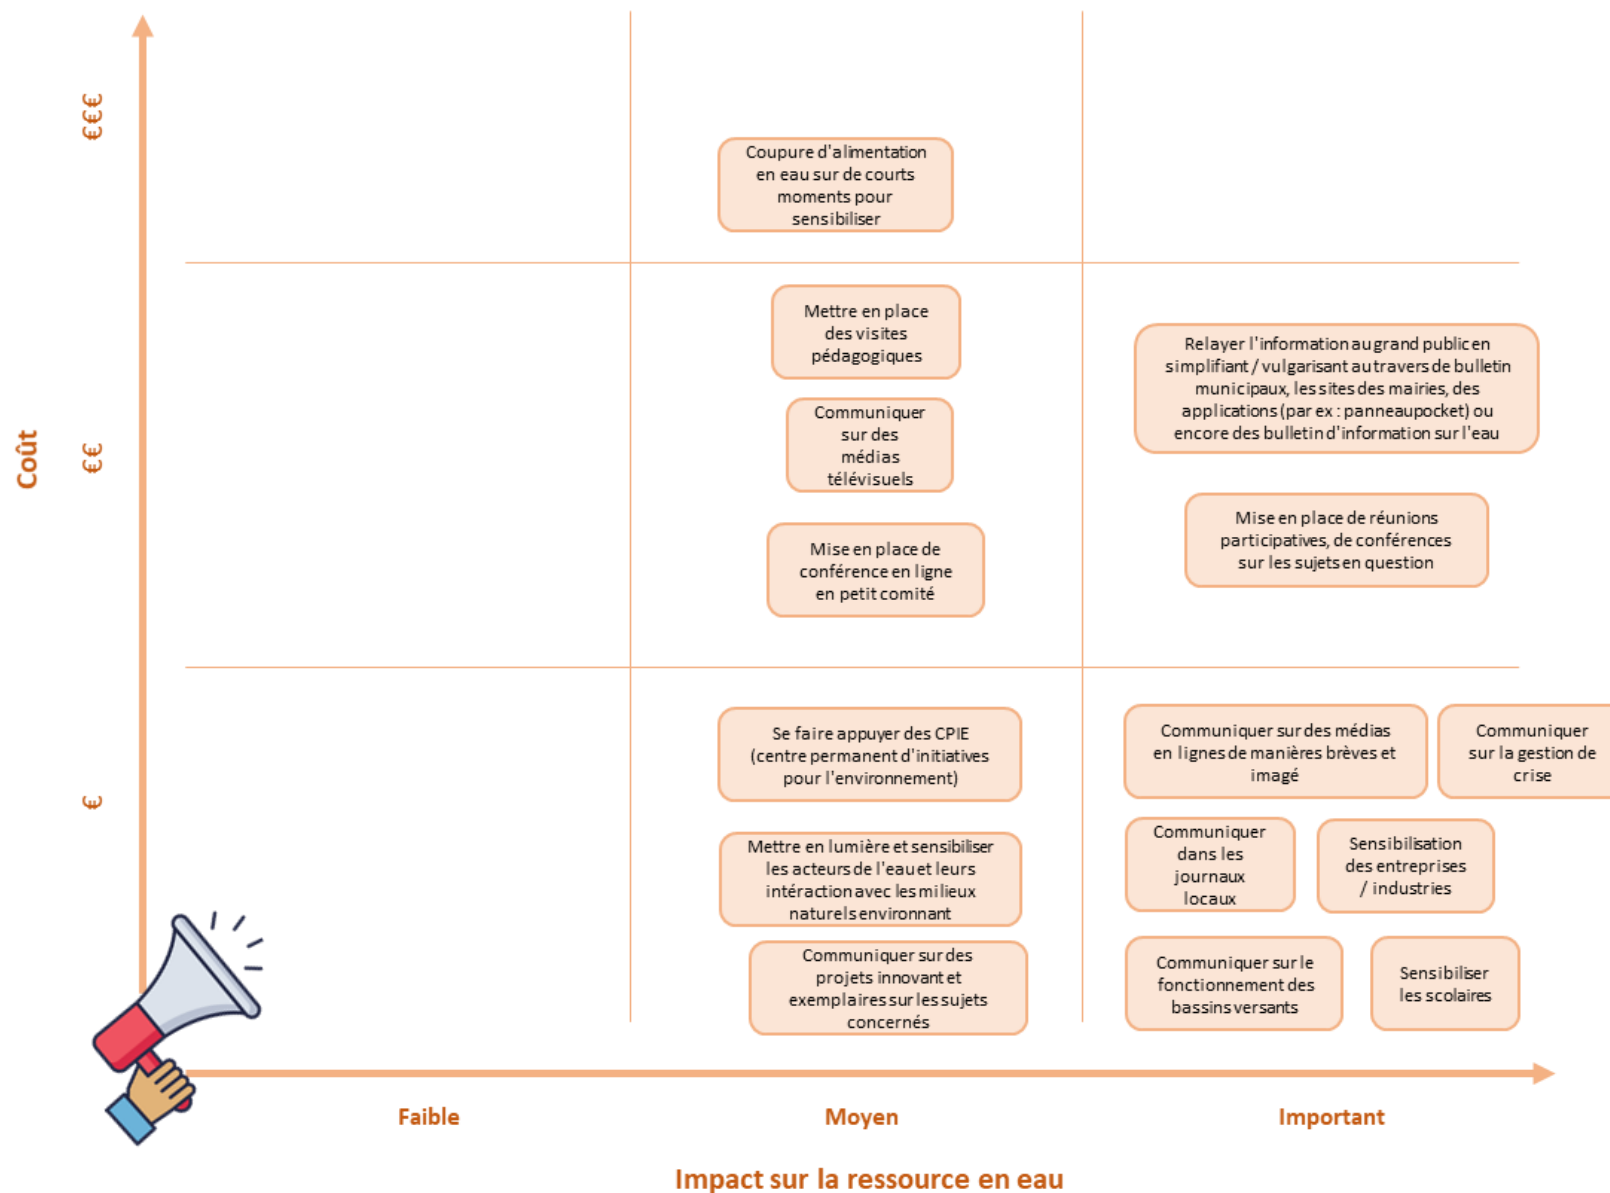 €€€
Coupure d'alimentation
en eau sur de courts
moments pour
sensibiliser
Mettre en place
des visites
pédagogiques
Relayer l'information au grand public en
simplifiant / vulgarisant au travers de bulletin
municipaux, les sites des mairies, des
applications (par ex : panneaupocket) ou
encore des bulletin d'information sur l'eau
Coût
€€
Communiquer
sur des
médias
télévisuels
Mise en place de
conférence en ligne
en petit comité
Mise en place de réunions
participatives, de conférences
sur les sujets en question
€
Se faire appuyer des CPIE
(centre permanent d'initiatives
pour l'environnement)
Communiquer sur des médias
en lignes de manières brèves et
imagé
Communiquer
sur la gestion de
crise
Mettre en lumière et sensibiliser
les acteurs de l'eau et leurs
intéraction avec les milieux
naturels environnant
Communiquer
dans les
journaux
locaux
Sensibilisation
des entreprises
/ industries
Communiquer sur des
projets innovant et
exemplaires sur les sujets
concernés
Communiquer sur le
fonctionnement des
bassins versants
Sensibiliser
les scolaires
Faible
Moyen
Important
Impact sur la ressource en eau